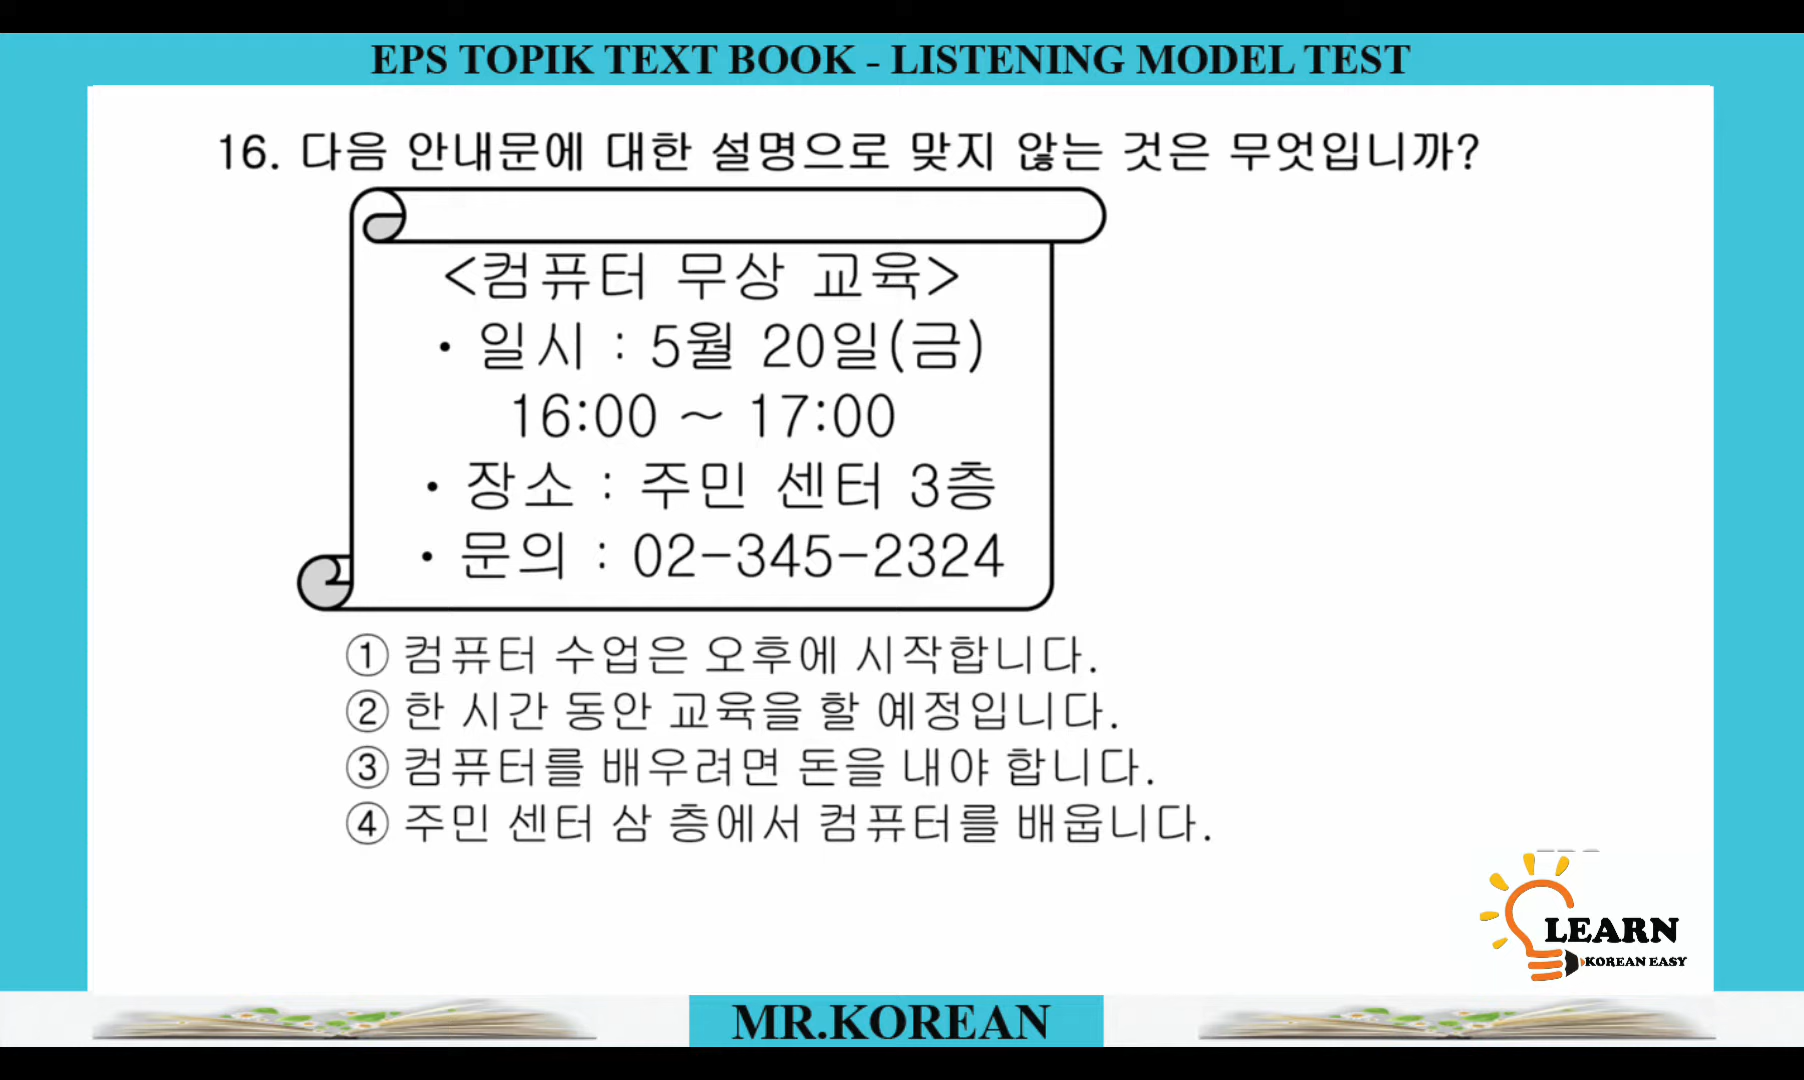 EPS TOPIK TEXT BOOK - LISTENING MODEL TEST
16. 다음 안내문에 대한 설명으로 맞지 않는 것은 무엇입니까?
<컴퓨터 무상 교육>
• 일시 : 5월 20일(금)
16:00 ~ 17:00
• 장소 : 주민 센터 3층
• 문의 : 02-345-2324
① 컴퓨터 수업은 오후에 시작합니다.
② 한 시간 동안 교육을 할 예정입니다.
③ 컴퓨터를 배우려면 돈을 내야 합니다.
④ 주민 센터 삼 층에서 컴퓨터를 배웁니다.
LEARN
KOREAN EASY
MR.KOREAN